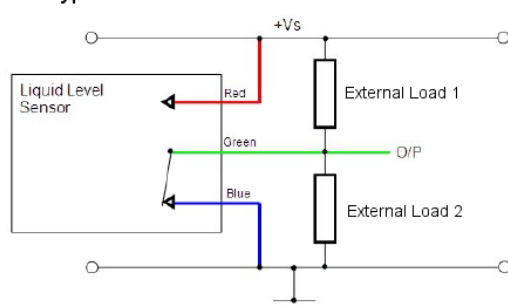 +Vs
Liquid Level
Sensor
Red
External Load 1
Green
O/P
Blue
External Load 2